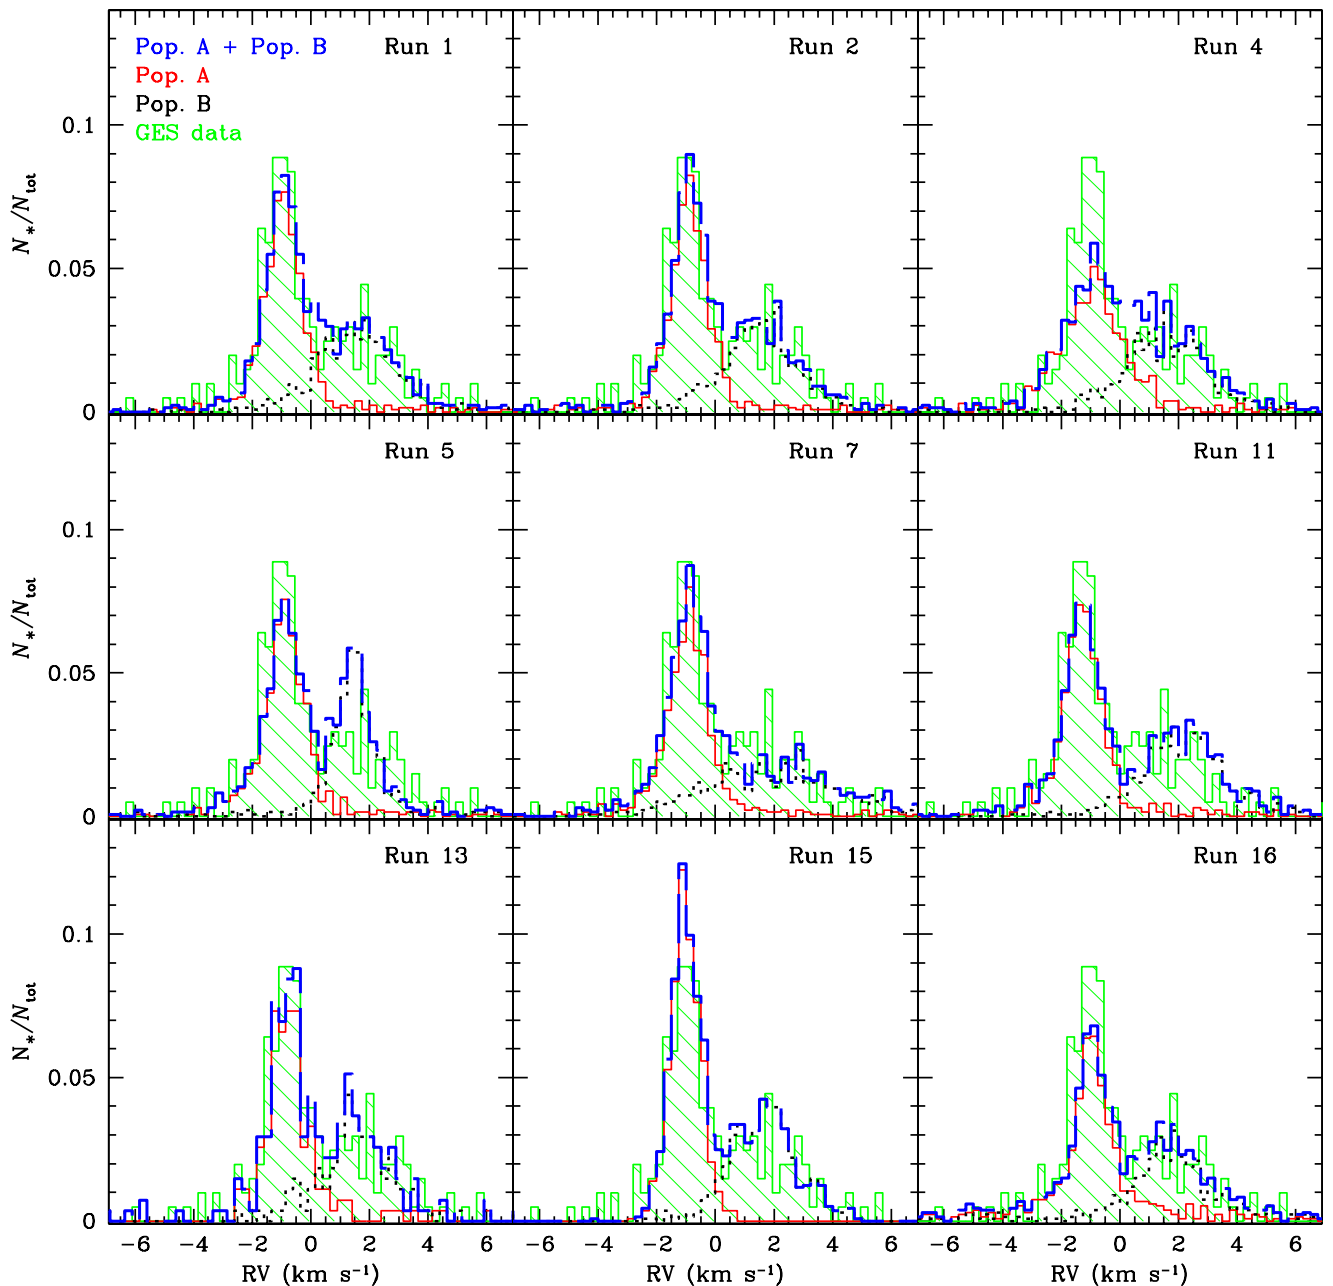 Pop. A + Pop. B
Pop. A
Pop. B
GES data
Run 1
Run 2
Run 4
0.1
0.05
0
N*/Ntot
Run 5
Run 7
Run 11
0.1
0.05
0
N*/Ntot
Run 13
Run 15
Run 16
0.1
0.05
0
N*/Ntot
−6 −4 −2 0 2 4 6 −6 −4 −2 0 2 4 6 −6 −4 −2 0 2 4 6
RV (km s⁻¹) RV (km s⁻¹) RV (km s⁻¹)